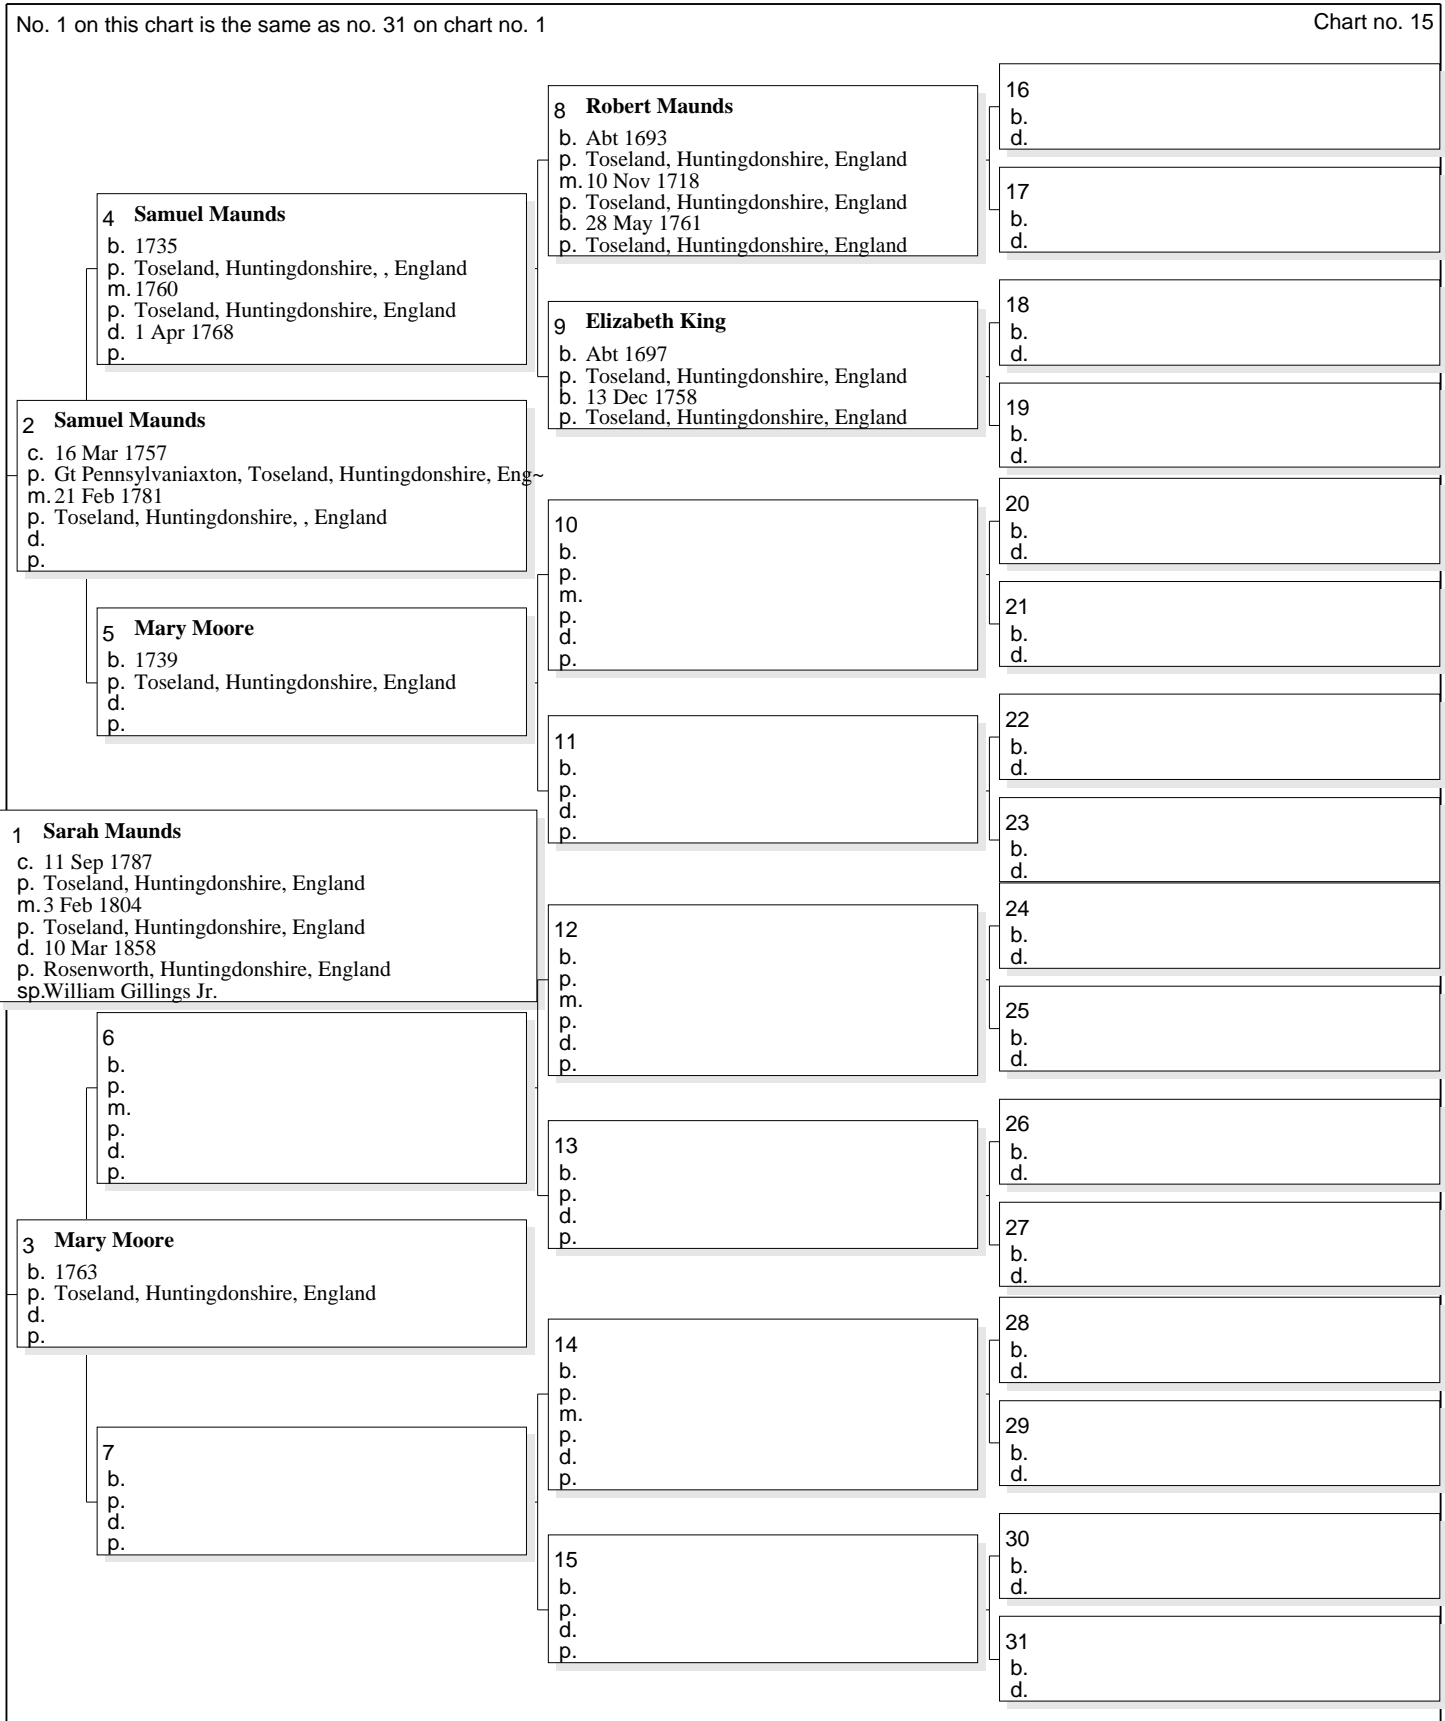 No. 1 on this chart is the same as no. 31 on chart no. 1
Chart no. 15
4 Samuel Maunds
b. 1735
p. Toseland, Huntingdonshire, , England
m. 1760
p. Toseland, Huntingdonshire, England
d. 1 Apr 1768
p.
2 Samuel Maunds
c. 16 Mar 1757
p. Gt Pennsylvaniaxton, Toseland, Huntingdonshire, Eng~
m. 21 Feb 1781
p. Toseland, Huntingdonshire, , England
d.
p.
5 Mary Moore
b. 1739
p. Toseland, Huntingdonshire, England
d.
p.
1 Sarah Maunds
c. 11 Sep 1787
p. Toseland, Huntingdonshire, England
m. 3 Feb 1804
p. Toseland, Huntingdonshire, England
d. 10 Mar 1858
p. Rosenworth, Huntingdonshire, England
sp. William Gillings Jr.
6
b.
p.
m.
p.
d.
p.
3 Mary Moore
b. 1763
p. Toseland, Huntingdonshire, England
d.
p.
7
b.
p.
d.
p.
8 Robert Maunds
b. Abt 1693
p. Toseland, Huntingdonshire, England
m. 10 Nov 1718
p. Toseland, Huntingdonshire, England
b. 28 May 1761
p. Toseland, Huntingdonshire, England
9 Elizabeth King
b. Abt 1697
p. Toseland, Huntingdonshire, England
b. 13 Dec 1758
p. Toseland, Huntingdonshire, England
10
b.
p.
m.
p.
d.
p.
11
b.
p.
d.
p.
12
b.
p.
m.
p.
d.
p.
13
b.
p.
d.
p.
14
b.
p.
m.
p.
d.
p.
15
b.
p.
d.
p.
16
b.
d.
17
b.
d.
18
b.
d.
19
b.
d.
20
b.
d.
21
b.
d.
22
b.
d.
23
b.
d.
24
b.
d.
25
b.
d.
26
b.
d.
27
b.
d.
28
b.
d.
29
b.
d.
30
b.
d.
31
b.
d.